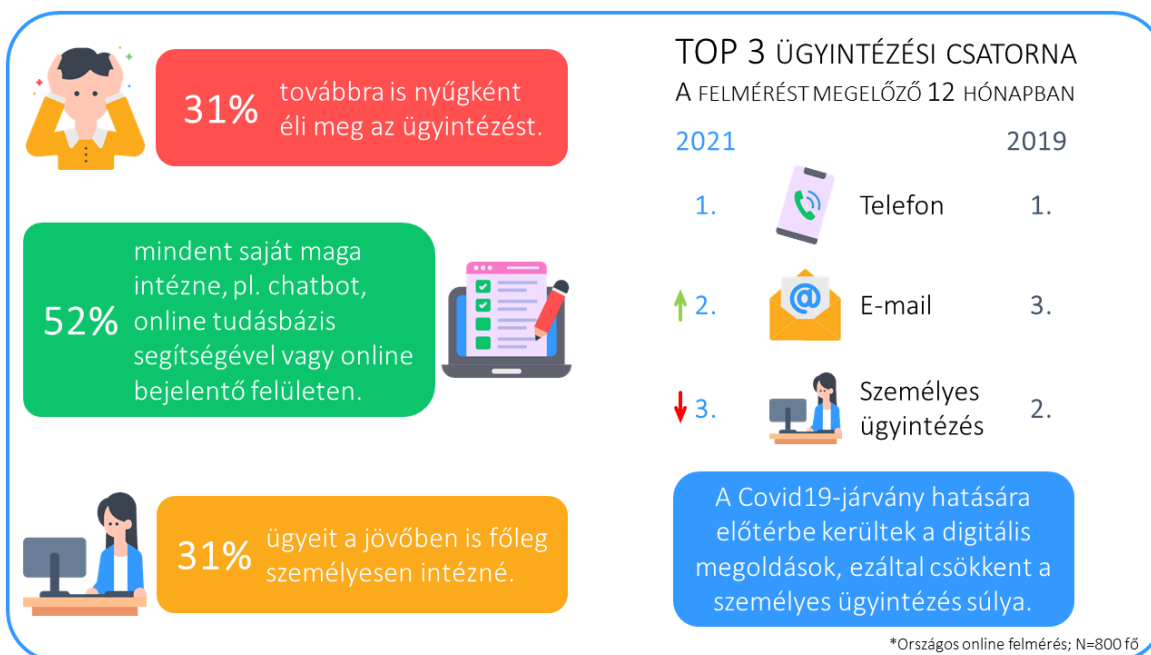 31%
továbbra is nyűgként
éli meg az ügyintézést.
52%
mindent saját maga
intézne, pl. chatbot,
online tudásbázis
segítségével vagy online
bejelentő felületen.
31%
ügyeit a jövőben is főleg
személyesen intézné.
TOP 3 ÜGYINTÉZÉSI CSATORNA
A FELMÉRÉST MEGELŐZŐ 12 HÓNAPBAN
2021 2019
1. Telefon 1.
2. @ E-mail 3.
3. Személyes
ügyintézés 2.
A Covid19-járvány hatására
előtérbe kerültek a digitális
megoldások, ezáltal csökkent a
személyes ügyintézés súlya.
*Országos online felmérés; N=800 fő